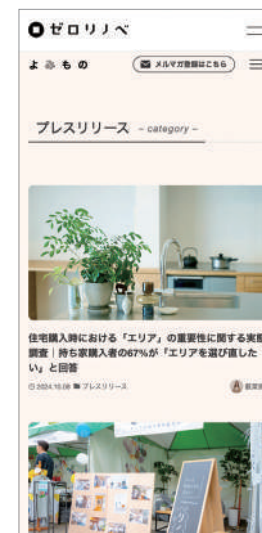 ゼロリノベ
よみもの
メルマガ登録はこちら
プレスリリース – category –
住宅購入時における「エリア」の重要性に関する実態
調査｜持ち家購入者の67%が「エリアを選び直した
い」と回答
2024.10.08 プレスリリース